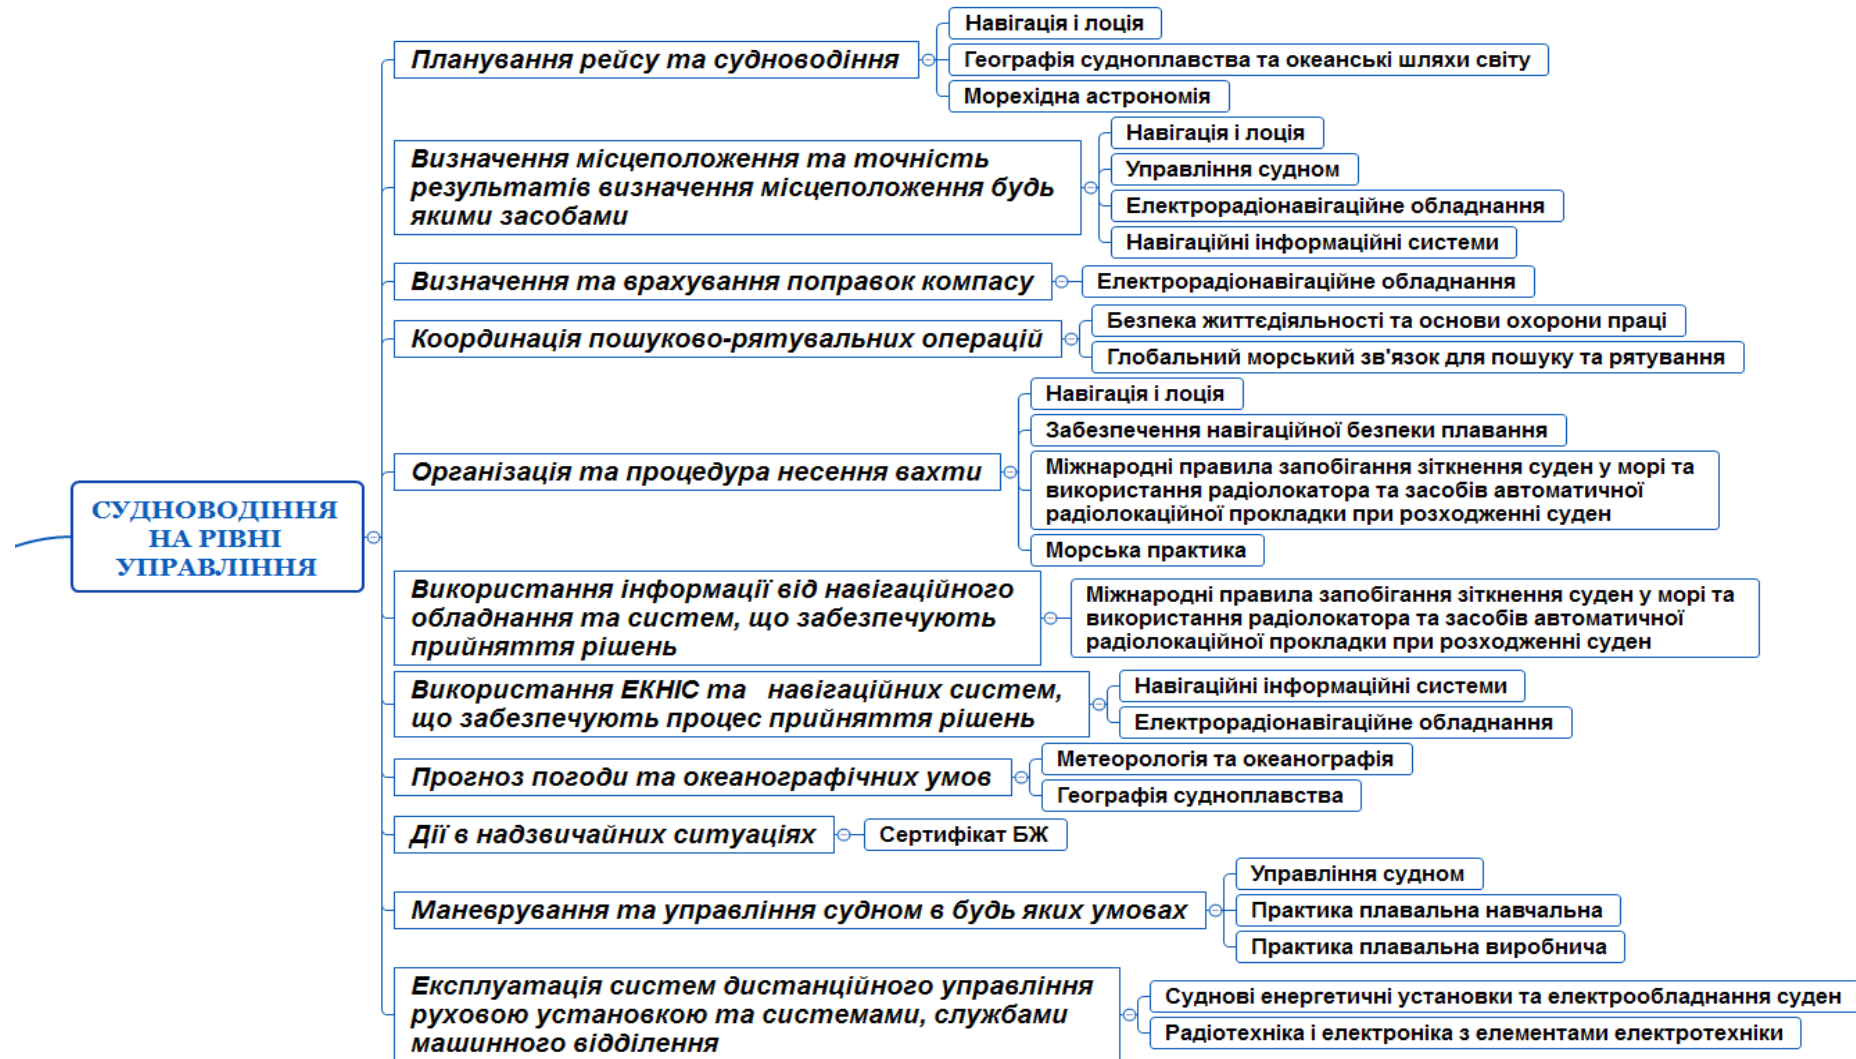 СУДНОВОДІННЯ
НА РІВНІ
УПРАВЛІННЯ
Планування рейсу та судноводіння
Навігація і лоція
Географія судноплавства та океанські шляхи світу
Морехідна астрономія
Визначення місцеположення та точність
результатів визначення місцеположення будь
якими засобами
Навігація і лоція
Управління судном
Електрорадіонавігаційне обладнання
Навігаційні інформаційні системи
Визначення та врахування поправок компасу
Електрорадіонавігаційне обладнання
Координація пошуково-рятувальних операцій
Безпека життєдіяльності та основи охорони праці
Глобальний морський зв'язок для пошуку та рятування
Організація та процедура несення вахти
Навігація і лоція
Забезпечення навігаційної безпеки плавання
Міжнародні правила запобігання зіткнення суден у морі та
використання радіолокатора та засобів автоматичної
радіолокаційної прокладки при розходженні суден
Морська практика
Використання інформації від навігаційного
обладнання та систем, що забезпечують
прийняття рішень
Міжнародні правила запобігання зіткнення суден у морі та
використання радіолокатора та засобів автоматичної
радіолокаційної прокладки при розходженні суден
Використання ЕКНІС та навігаційних систем,
що забезпечують процес прийняття рішень
Навігаційні інформаційні системи
Електрорадіонавігаційне обладнання
Прогноз погоди та океанографічних умов
Метеорологія та океанографія
Географія судноплавства
Дії в надзвичайних ситуаціях
Сертифікат БЖ
Маневрування та управління судном в будь яких умовах
Управління судном
Практика плавальна навчальна
Практика плавальна виробнича
Експлуатація систем дистанційного управління
руховою установкою та системами, службами
машинного відділення
Суднові енергетичні установки та електрообладнання суден
Радіотехніка і електроніка з елементами електротехніки